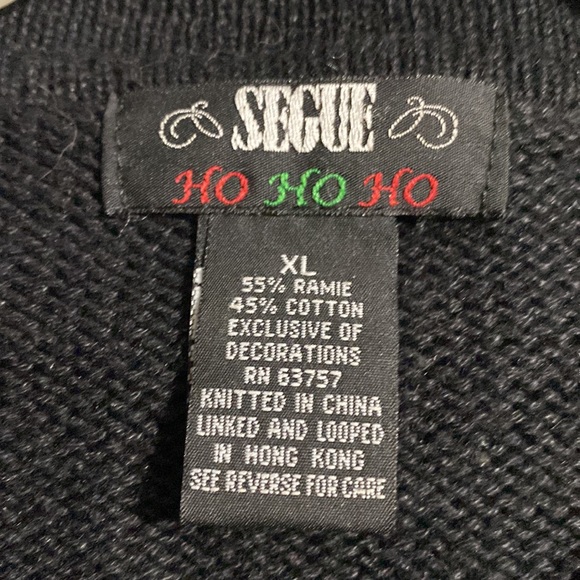 SEGUE
HO HO HO
XL
55% RAMIE
45% COTTON
EXCLUSIVE OF
DECORATIONS
RN 63757
KNITTED IN CHINA
LINKED AND LOOPED
IN HONG KONG
SEE REVERSE FOR CARE